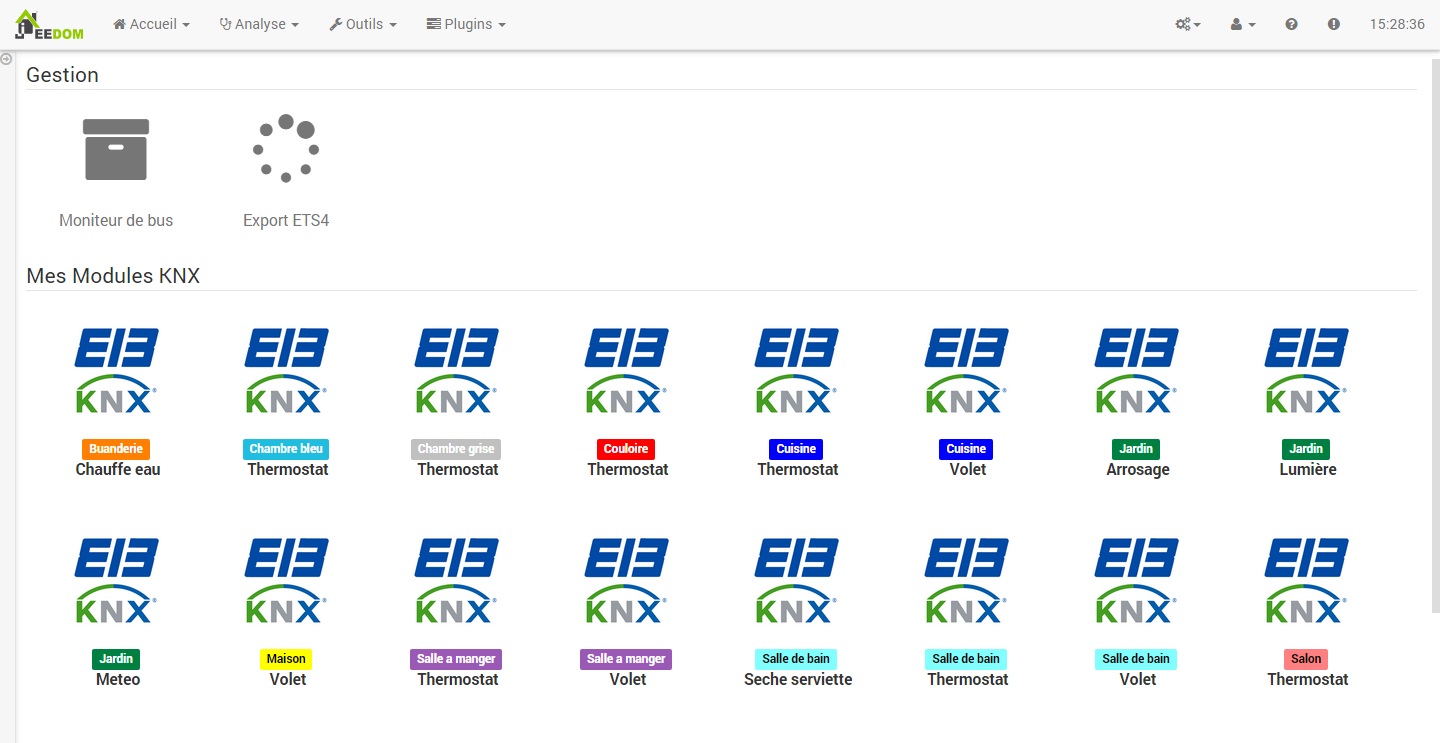 JEEDOM Accueil Analyse Outils Plugins 15:28:36
Gestion
Moniteur de bus Export ETS4
Mes Modules KNX
EIB EIB EIB EIB EIB EIB EIB EIB
KNX® KNX® KNX® KNX® KNX® KNX® KNX® KNX®
Buanderie Chambre bleu Chambre grise Couloire Cuisine Cuisine Jardin Jardin
Chauffe eau Thermostat Thermostat Thermostat Thermostat Volet Arrosage Lumière
EIB EIB EIB EIB EIB EIB EIB EIB
KNX® KNX® KNX® KNX® KNX® KNX® KNX® KNX®
Jardin Maison Salle a manger Salle a manger Salle de bain Salle de bain Salle de bain Salon
Meteo Volet Thermostat Volet Seche serviette Thermostat Volet Thermostat